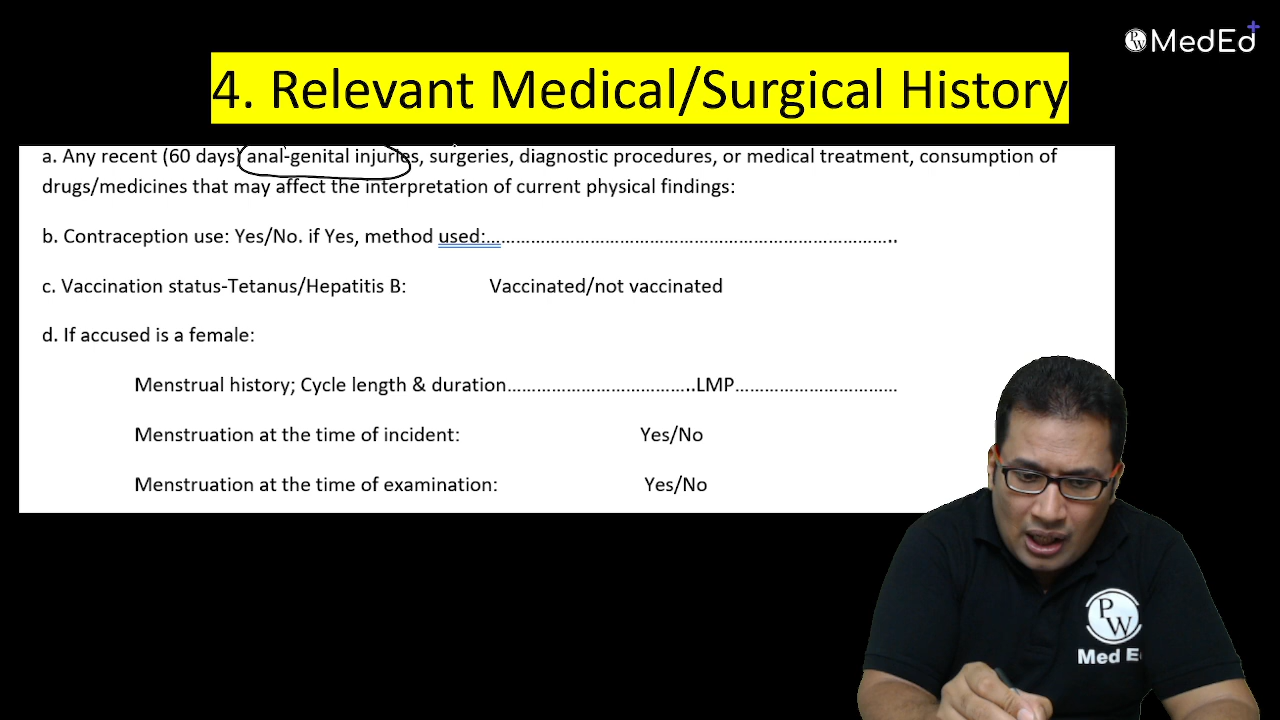 PW MedEd+
4. Relevant Medical/Surgical History
a. Any recent (60 days) anal-genital injuries, surgeries, diagnostic procedures, or medical treatment, consumption of
drugs/medicines that may affect the interpretation of current physical findings:
b. Contraception use: Yes/No. if Yes, method used:...……………………………………………………………………..
c. Vaccination status-Tetanus/Hepatitis B: Vaccinated/not vaccinated
d. If accused is a female:
Menstrual history; Cycle length & duration………………………………..LMP……………………………
Menstruation at the time of incident: Yes/No
Menstruation at the time of examination: Yes/No
PW
Med E